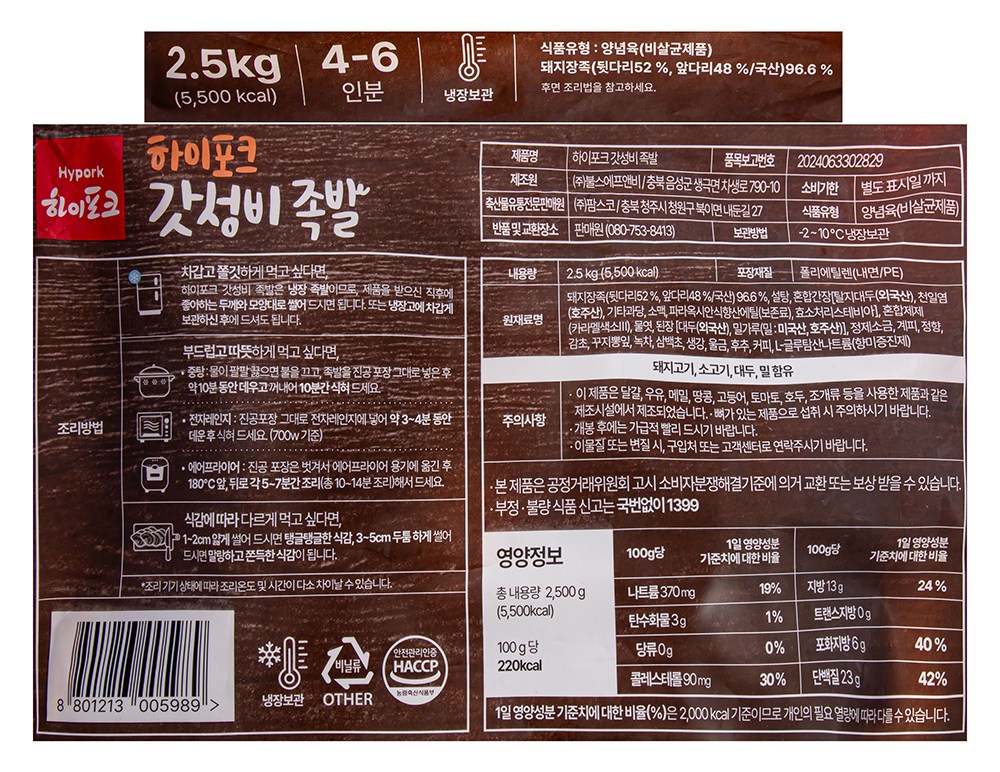 2.5kg
(5,500 kcal)
4-6
인분
냉장보관
식품유형 : 양념육(비살균제품)
돼지장족(뒷다리52 %, 앞다리48 %/국산)96.6 %
후면 조리법을 참고하세요.
Hypork
하이포크
하이포크
갓성비 족발
제품명 하이포크 갓성비 족발 품목보고번호 2024063302829
제조원 (주)불스에프앤비/충북 음성군 생극면 차생로 790-10 소비기한 별도 표시일 까지
축산물유통전문판매원 (주)팜스코/충북 청주시 청원구 북이면 내둔길 27 식품유형 양념육(비살균제품)
반품 및 교환장소 판매원 (080-753-8413) 보관방법 -2~10°C 냉장보관
조리방법
차갑고 쫄깃하게 먹고 싶다면,
하이포크 갓성비 족발은 냉장 족발이므로, 제품을 받으신 직후에
좋아하는 두께와 모양대로 썰어 드시면 됩니다. 또는 냉장고에 차갑게
보관하신 후에 드셔도 됩니다.
부드럽고 따뜻하게 먹고 싶다면,
• 중탕 : 물이 팔팔 끓으면 불을 끄고, 족발을 진공 포장 그대로 넣은 후
약 10분 동안 데우고 꺼내어 10분간 식혀 드세요.
• 전자레인지 : 진공포장 그대로 전자레인지에 넣어 약 3~4분 동안
데운 후 식혀 드세요. (700w 기준)
• 에어프라이어 : 진공 포장은 벗겨서 에어프라이어 용기에 옮긴 후
180°C 앞, 뒤로 각 5~7분간 조리(총 10~14분 조리)해서 드세요.
식감에 따라 다르게 먹고 싶다면,
1~2cm 얇게 썰어 드시면 탱글탱글한 식감, 3~5cm 두툼 하게 썰어
드시면 말랑하고 쫀득한 식감이 됩니다.
*조리 기기 상태에 따라 조리온도 및 시간이 다소 차이날 수 있습니다.
내용량 2.5 kg (5,500 kcal) 포장재질 폴리에틸렌(내면/PE)
원재료명
돼지장족(뒷다리52 %, 앞다리48 %/국산) 96.6 %, 설탕, 혼합간장[탈지대두(외국산), 천일염
(호주산), 기타과당, 소맥, 파라옥시안식향산에틸(보존료), 효소처리스테비아], 혼합제제
(카라멜색소III), 물엿, 된장 [대두(외국산), 밀가루(밀 : 미국산, 호주산)], 정제소금, 계피, 정향,
감초, 꾸지뽕잎, 녹차, 삼백초, 생강, 울금, 후추, 커피, L-글루탐산나트륨(향미증진제)
돼지고기, 소고기, 대두, 밀 함유
주의사항
· 이 제품은 달걀, 우유, 메밀, 땅콩, 고등어, 토마토, 호두, 조개류 등을 사용한 제품과 같은
제조시설에서 제조되었습니다. · 뼈가 있는 제품으로 섭취 시 주의하시기 바랍니다.
· 개봉 후에는 가급적 빨리 드시기 바랍니다.
· 이물질 또는 변질 시, 구입처 또는 고객센터로 연락주시기 바랍니다.
· 본 제품은 공정거래위원회 고시 소비자분쟁해결기준에 의거 교환 또는 보상 받을 수 있습니다.
· 부정 · 불량 식품 신고는 국번없이 1399
영양정보
총 내용량 2,500 g
(5,500kcal)
100 g 당
220kcal
100g당 1일 영양성분 기준치에 대한 비율 100g당 1일 영양성분 기준치에 대한 비율
나트륨 370 mg 19% 지방 13 g 24 %
탄수화물 3 g 1% 트랜스지방 0 g
당류 0 g 0% 포화지방 6 g 40 %
콜레스테롤 90 mg 30 % 단백질 23 g 42%
1일 영양성분 기준치에 대한 비율(%)은 2,000 kcal 기준이므로 개인의 필요 열량에 따라 다를 수 있습니다.
8 801213 005989 >
냉장보관
비닐류
OTHER
안전관리인증
HACCP
농림축산식품부